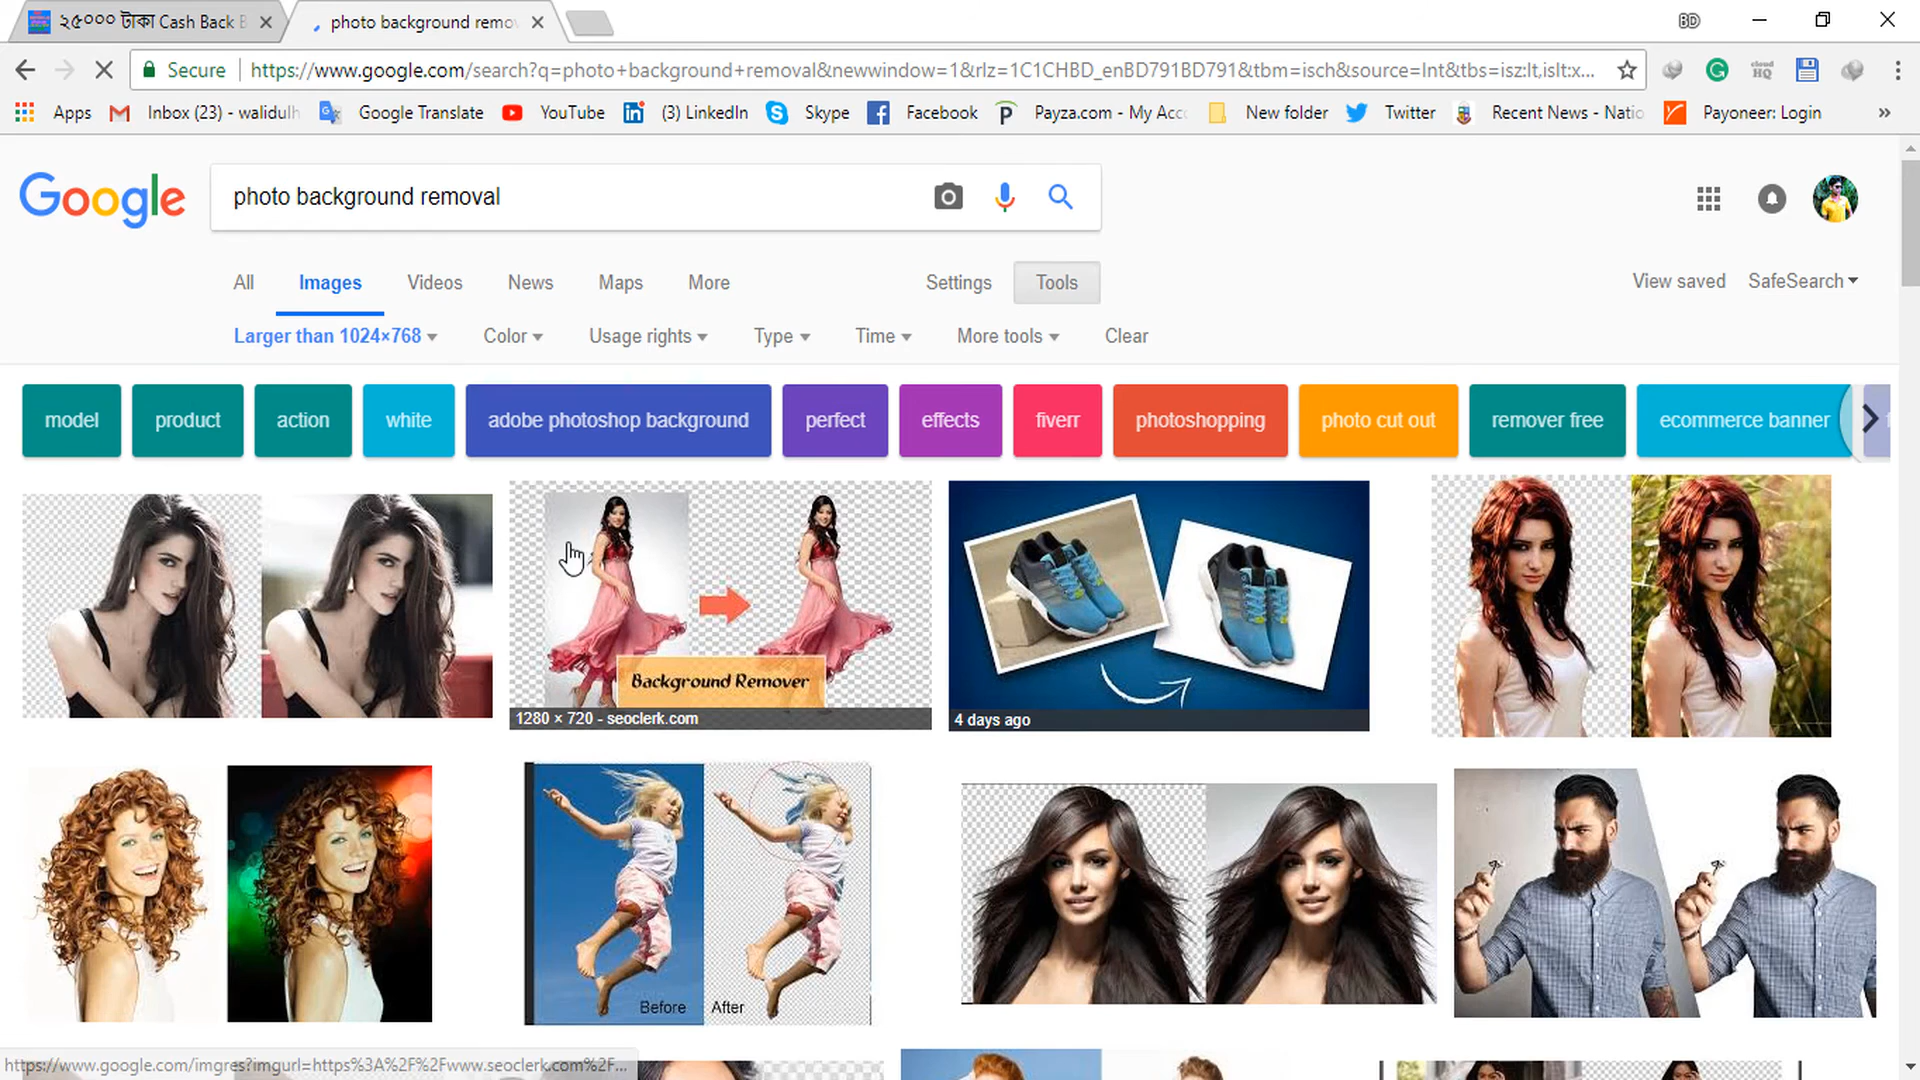 ২৫০০০ টাকা Cash Back B
photo background remo
BD
Secure https://www.google.com/search?q=photo+background+removal&newwindow=1&rlz=1C1CHBD_enBD791BD791&tbm=isch&source=lnt&tbs=isz:lt,islt:x...
cloud
HQ
Apps Inbox (23) - walidulh Google Translate YouTube (3) LinkedIn Skype Facebook Payza.com - My Acc New folder Twitter Recent News - Natio Payoneer: Login »
Google
photo background removal
All Images Videos News Maps More Settings Tools
View saved SafeSearch
Larger than 1024×768 Color Usage rights Type Time More tools Clear
model product action white adobe photoshop background perfect effects fiverr photoshopping photo cut out remover free ecommerce banner
Background Remover
1280 × 720 - seoclerk.com
4 days ago
Before After
https://www.google.com/imgres?imgurl=https%3A%2F%2Fwww.seoclerk.com%2F...